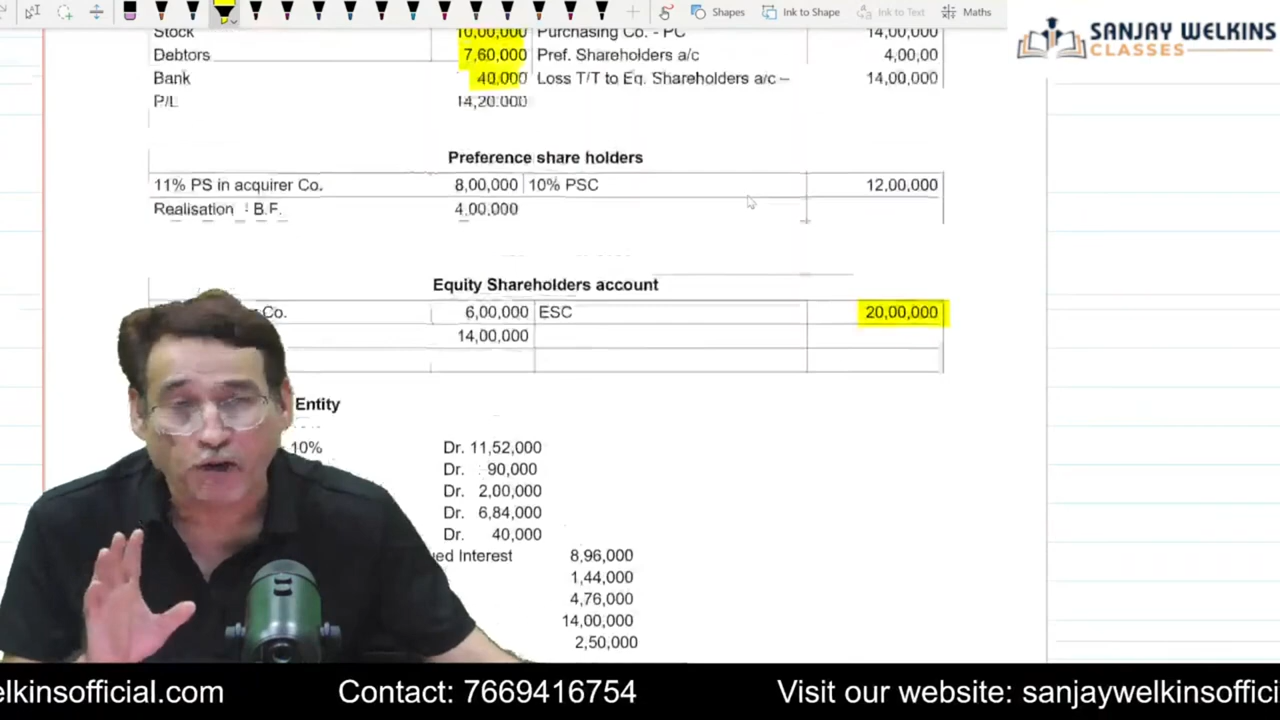 Shapes Ink to Shape Ink to Text Maths
SANJAY WELKINS
CLASSES
Stock 10,00,000 Purchasing Co. - PC 14,00,000
Debtors 7,60,000 Pref. Shareholders a/c 4,00,00
Bank 40,000 Loss T/T to Eq. Shareholders a/c – 14,00,000
P/L 14,20,000
Preference share holders
11% PS in acquirer Co. 8,00,000 10% PSC 12,00,000
Realisation B.F. 4,00,000
Equity Shareholders account
Co. 6,00,000 ESC 20,00,000
14,00,000
Entity
10% Dr. 11,52,000
Dr. 90,000
Dr. 2,00,000
Dr. 6,84,000
Dr. 40,000
ued Interest 8,96,000
1,44,000
4,76,000
14,00,000
2,50,000
elkinsofficial.com Contact: 7669416754 Visit our website: sanjaywelkinsoffici